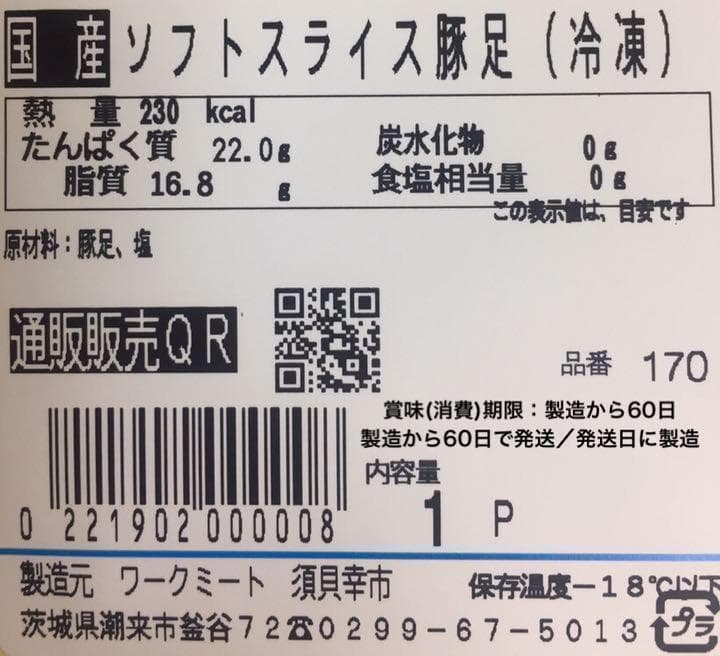 国産 ソフトスライス豚足（冷凍）
熱 量 230 kcal
たんぱく質 22.0g 炭水化物 0g
脂質 16.8 g 食塩相当量 0g
この表示値は、目安です
原材料：豚足、塩
通販販売QR
品番 170
賞味(消費)期限：製造から60日
製造から60日で発送／発送日に製造
内容量
1 P
0 221902 000008
製造元 ワークミート 須貝幸市 保存温度－18℃以下
茨城県潮来市釜谷72☎0299-67-5013
プラ